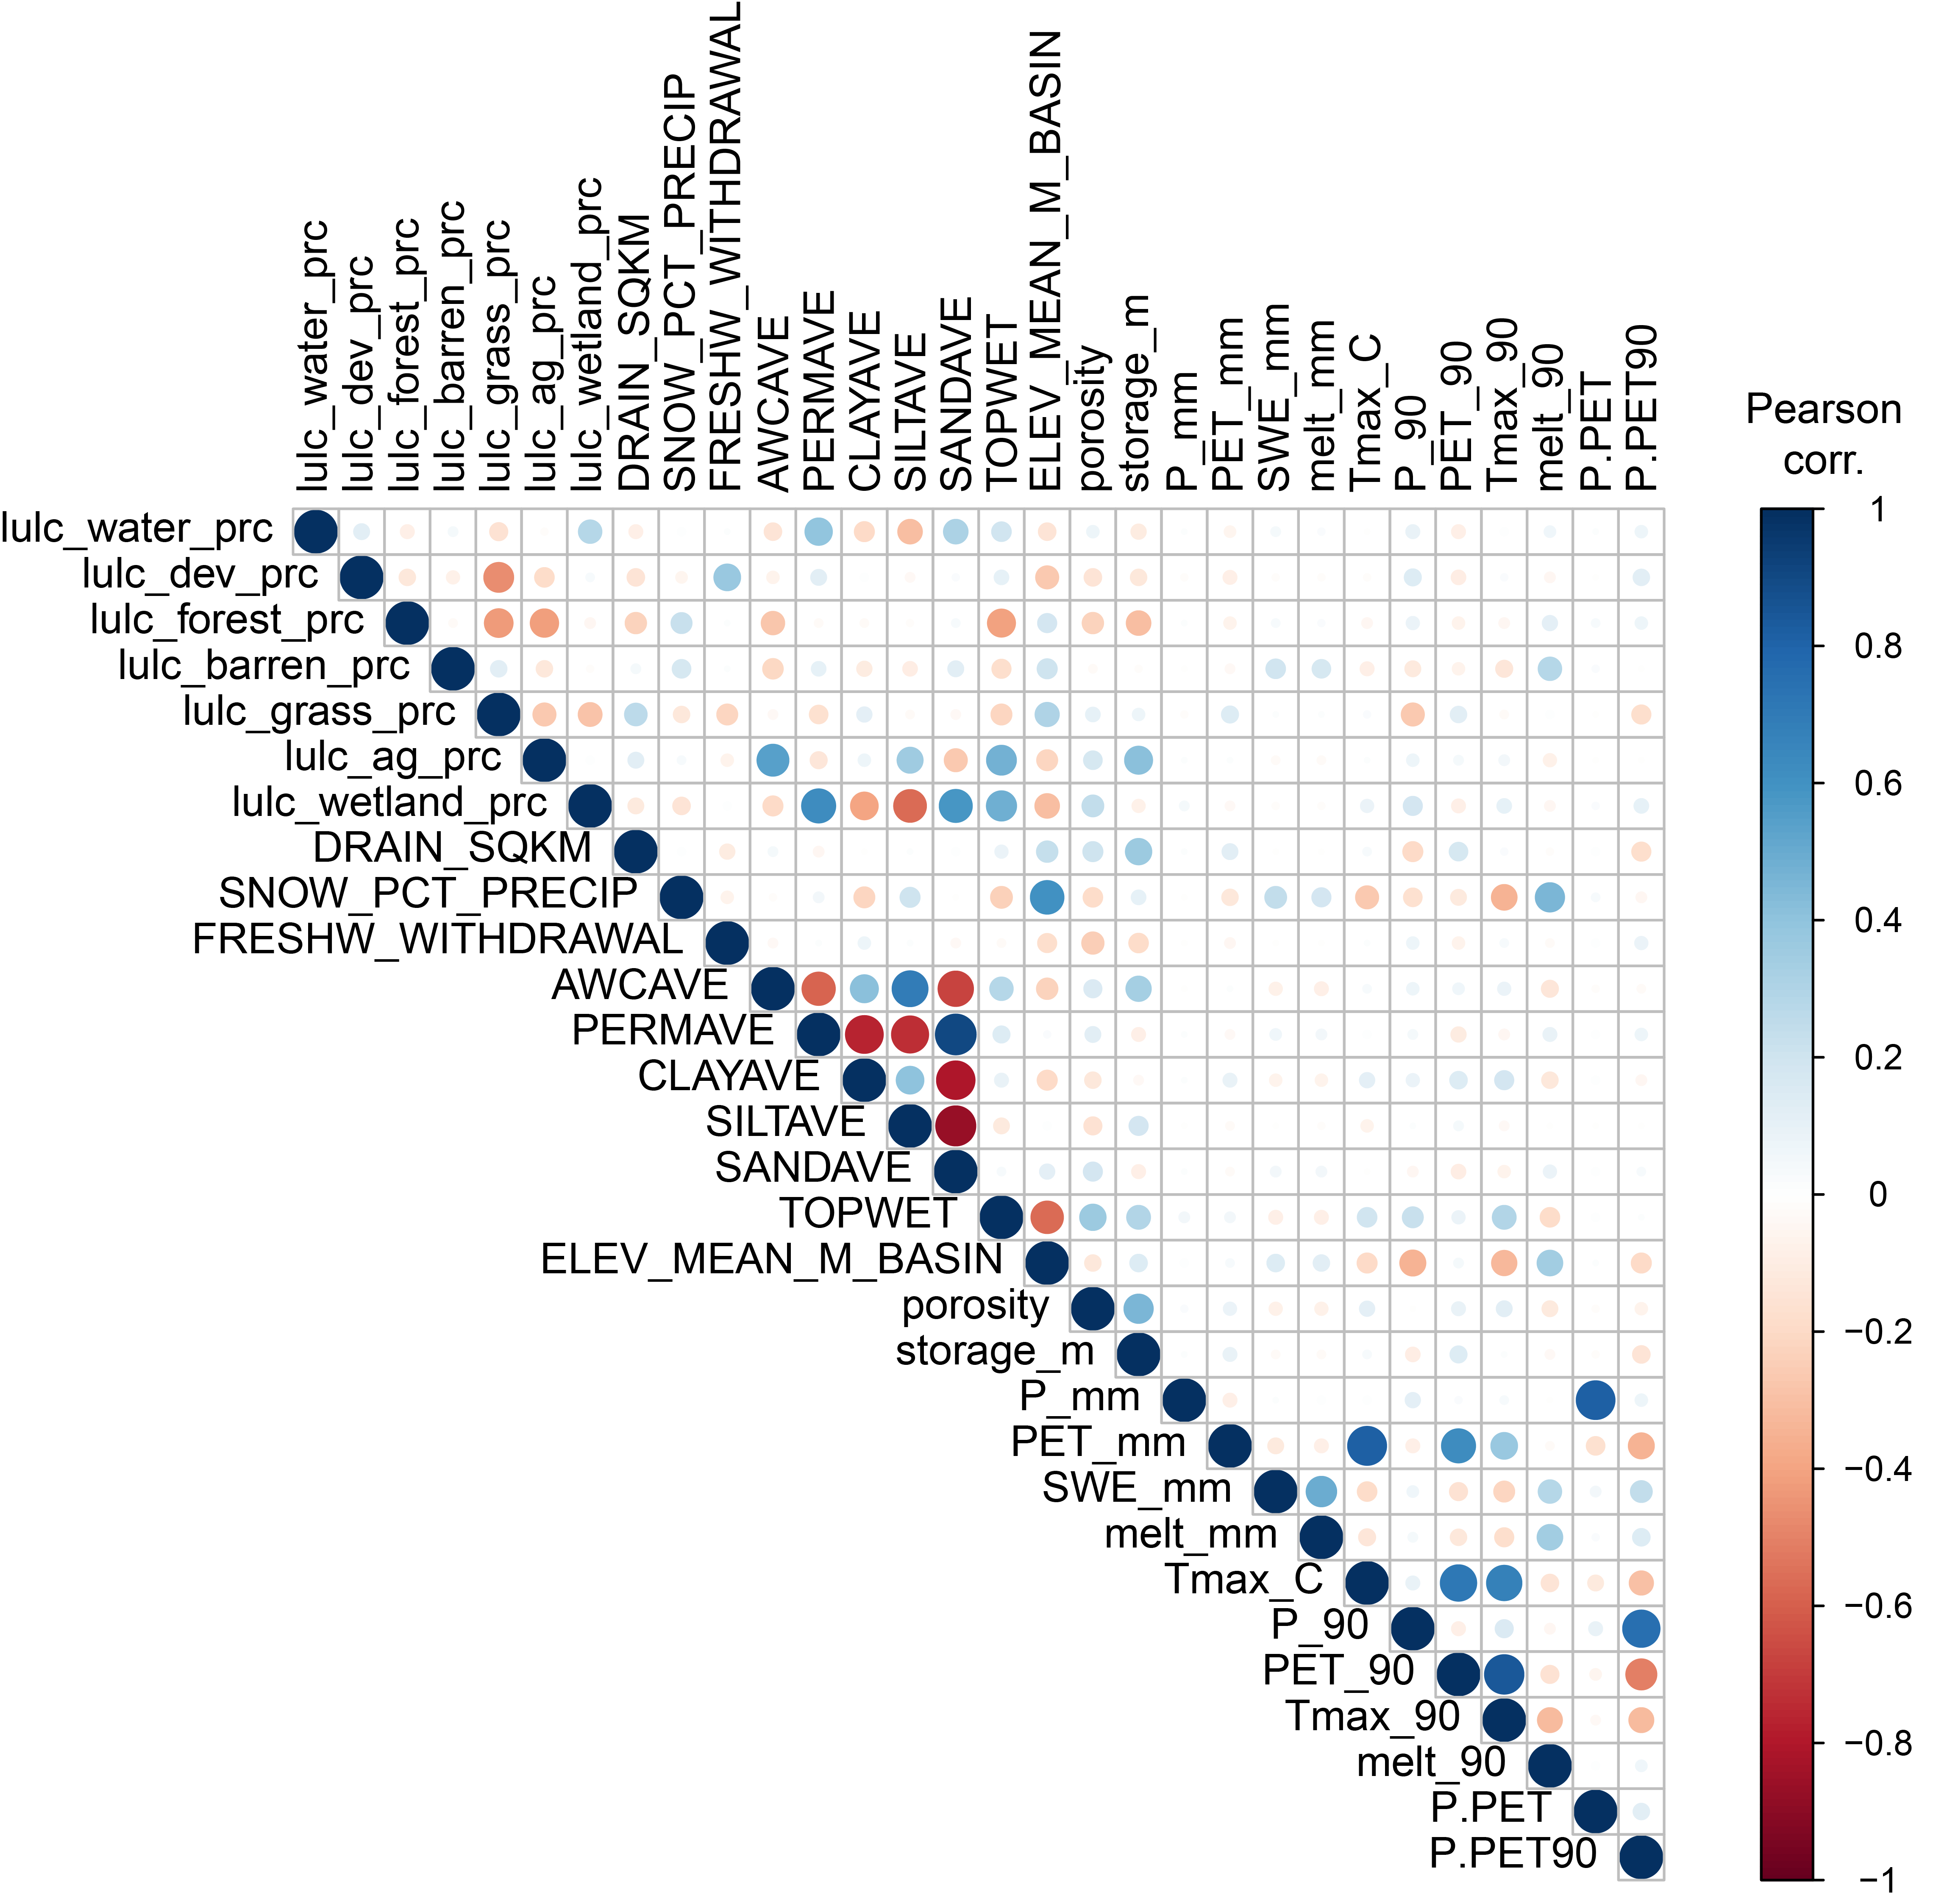 lulc_water_prc
lulc_dev_prc
lulc_forest_prc
lulc_barren_prc
lulc_grass_prc
lulc_ag_prc
lulc_wetland_prc
DRAIN_SQKM
SNOW_PCT_PRECIP
FRESHW_WITHDRAWAL
AWCAVE
PERMAVE
CLAYAVE
SILTAVE
SANDAVE
TOPWET
ELEV_MEAN_M_BASIN
porosity
storage_m
P_mm
PET_mm
SWE_mm
melt_mm
Tmax_C
P_90
PET_90
Tmax_90
melt_90
P.PET
P.PET90
lulc_water_prc
lulc_dev_prc
lulc_forest_prc
lulc_barren_prc
lulc_grass_prc
lulc_ag_prc
lulc_wetland_prc
DRAIN_SQKM
SNOW_PCT_PRECIP
FRESHW_WITHDRAWAL
AWCAVE
PERMAVE
CLAYAVE
SILTAVE
SANDAVE
TOPWET
ELEV_MEAN_M_BASIN
porosity
storage_m
P_mm
PET_mm
SWE_mm
melt_mm
Tmax_C
P_90
PET_90
Tmax_90
melt_90
P.PET
P.PET90
Pearson
corr.
1
0.8
0.6
0.4
0.2
0
−0.2
−0.4
−0.6
−0.8
−1